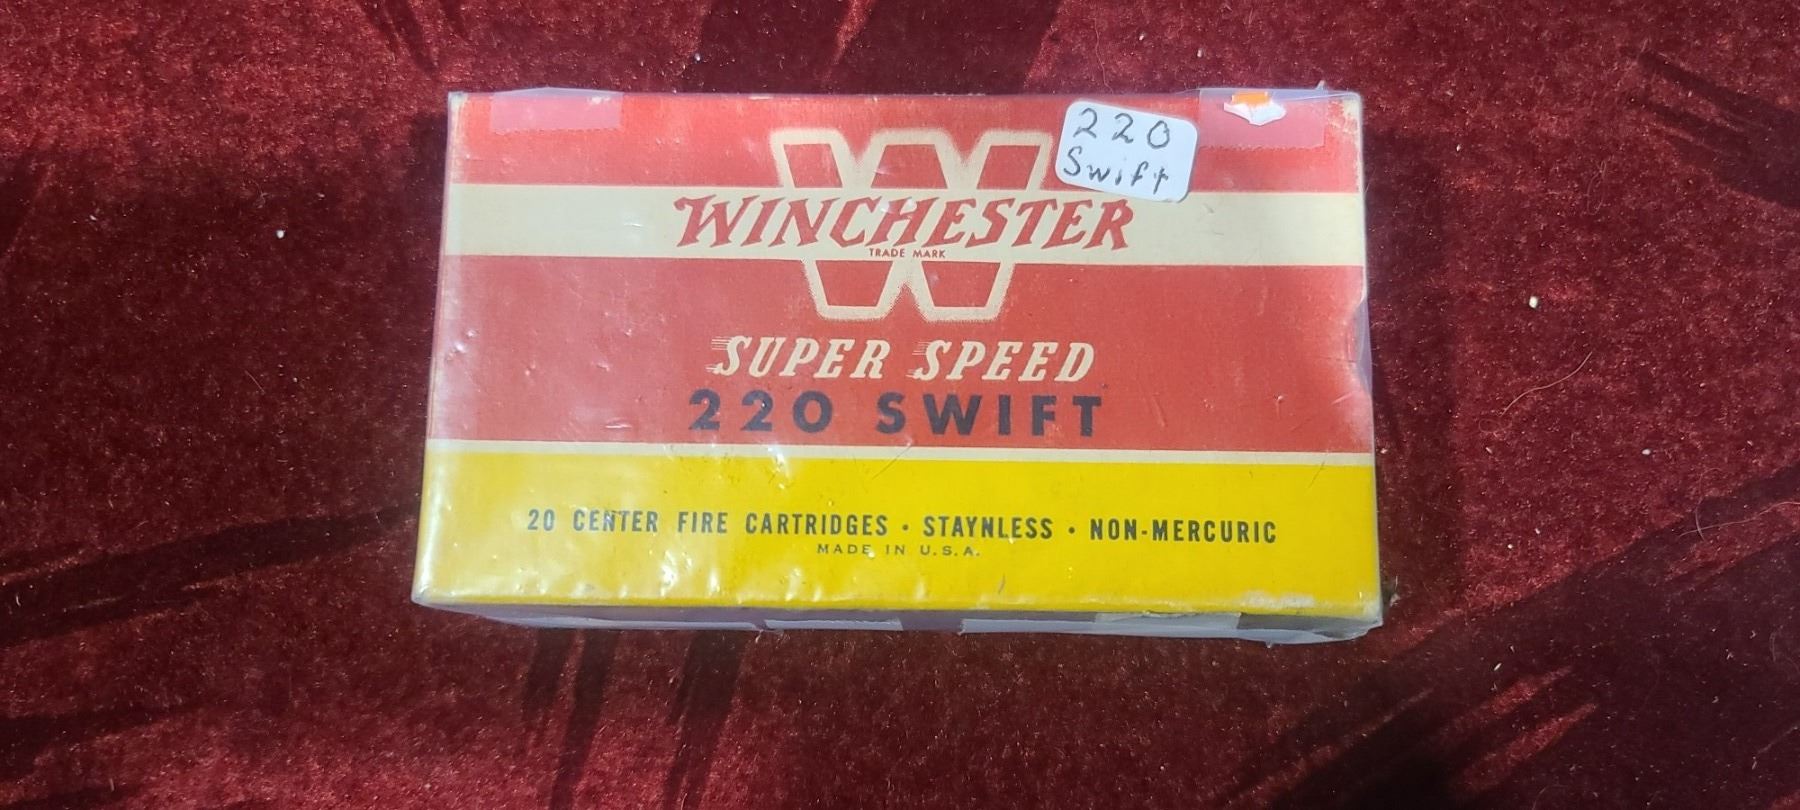 220
Swift
W
WINCHESTER
TRADE MARK
SUPER SPEED
220 SWIFT
20 CENTER FIRE CARTRIDGES • STAYNLESS • NON-MERCURIC
MADE IN U.S.A.